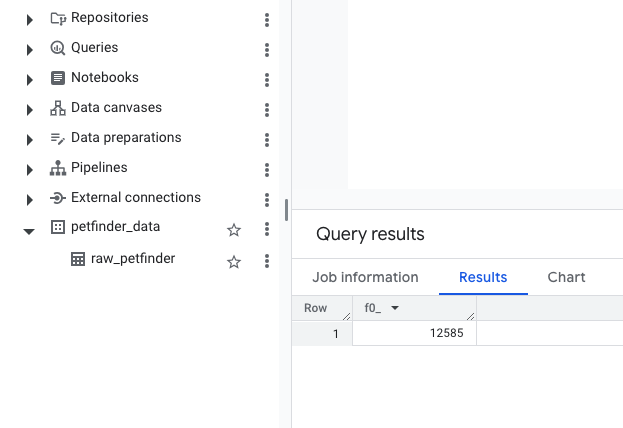 Repositories
Queries
Notebooks
Data canvases
Data preparations
Pipelines
External connections
petfinder_data
raw_petfinder
Query results
Job information Results Chart
Row f0_
1 12585